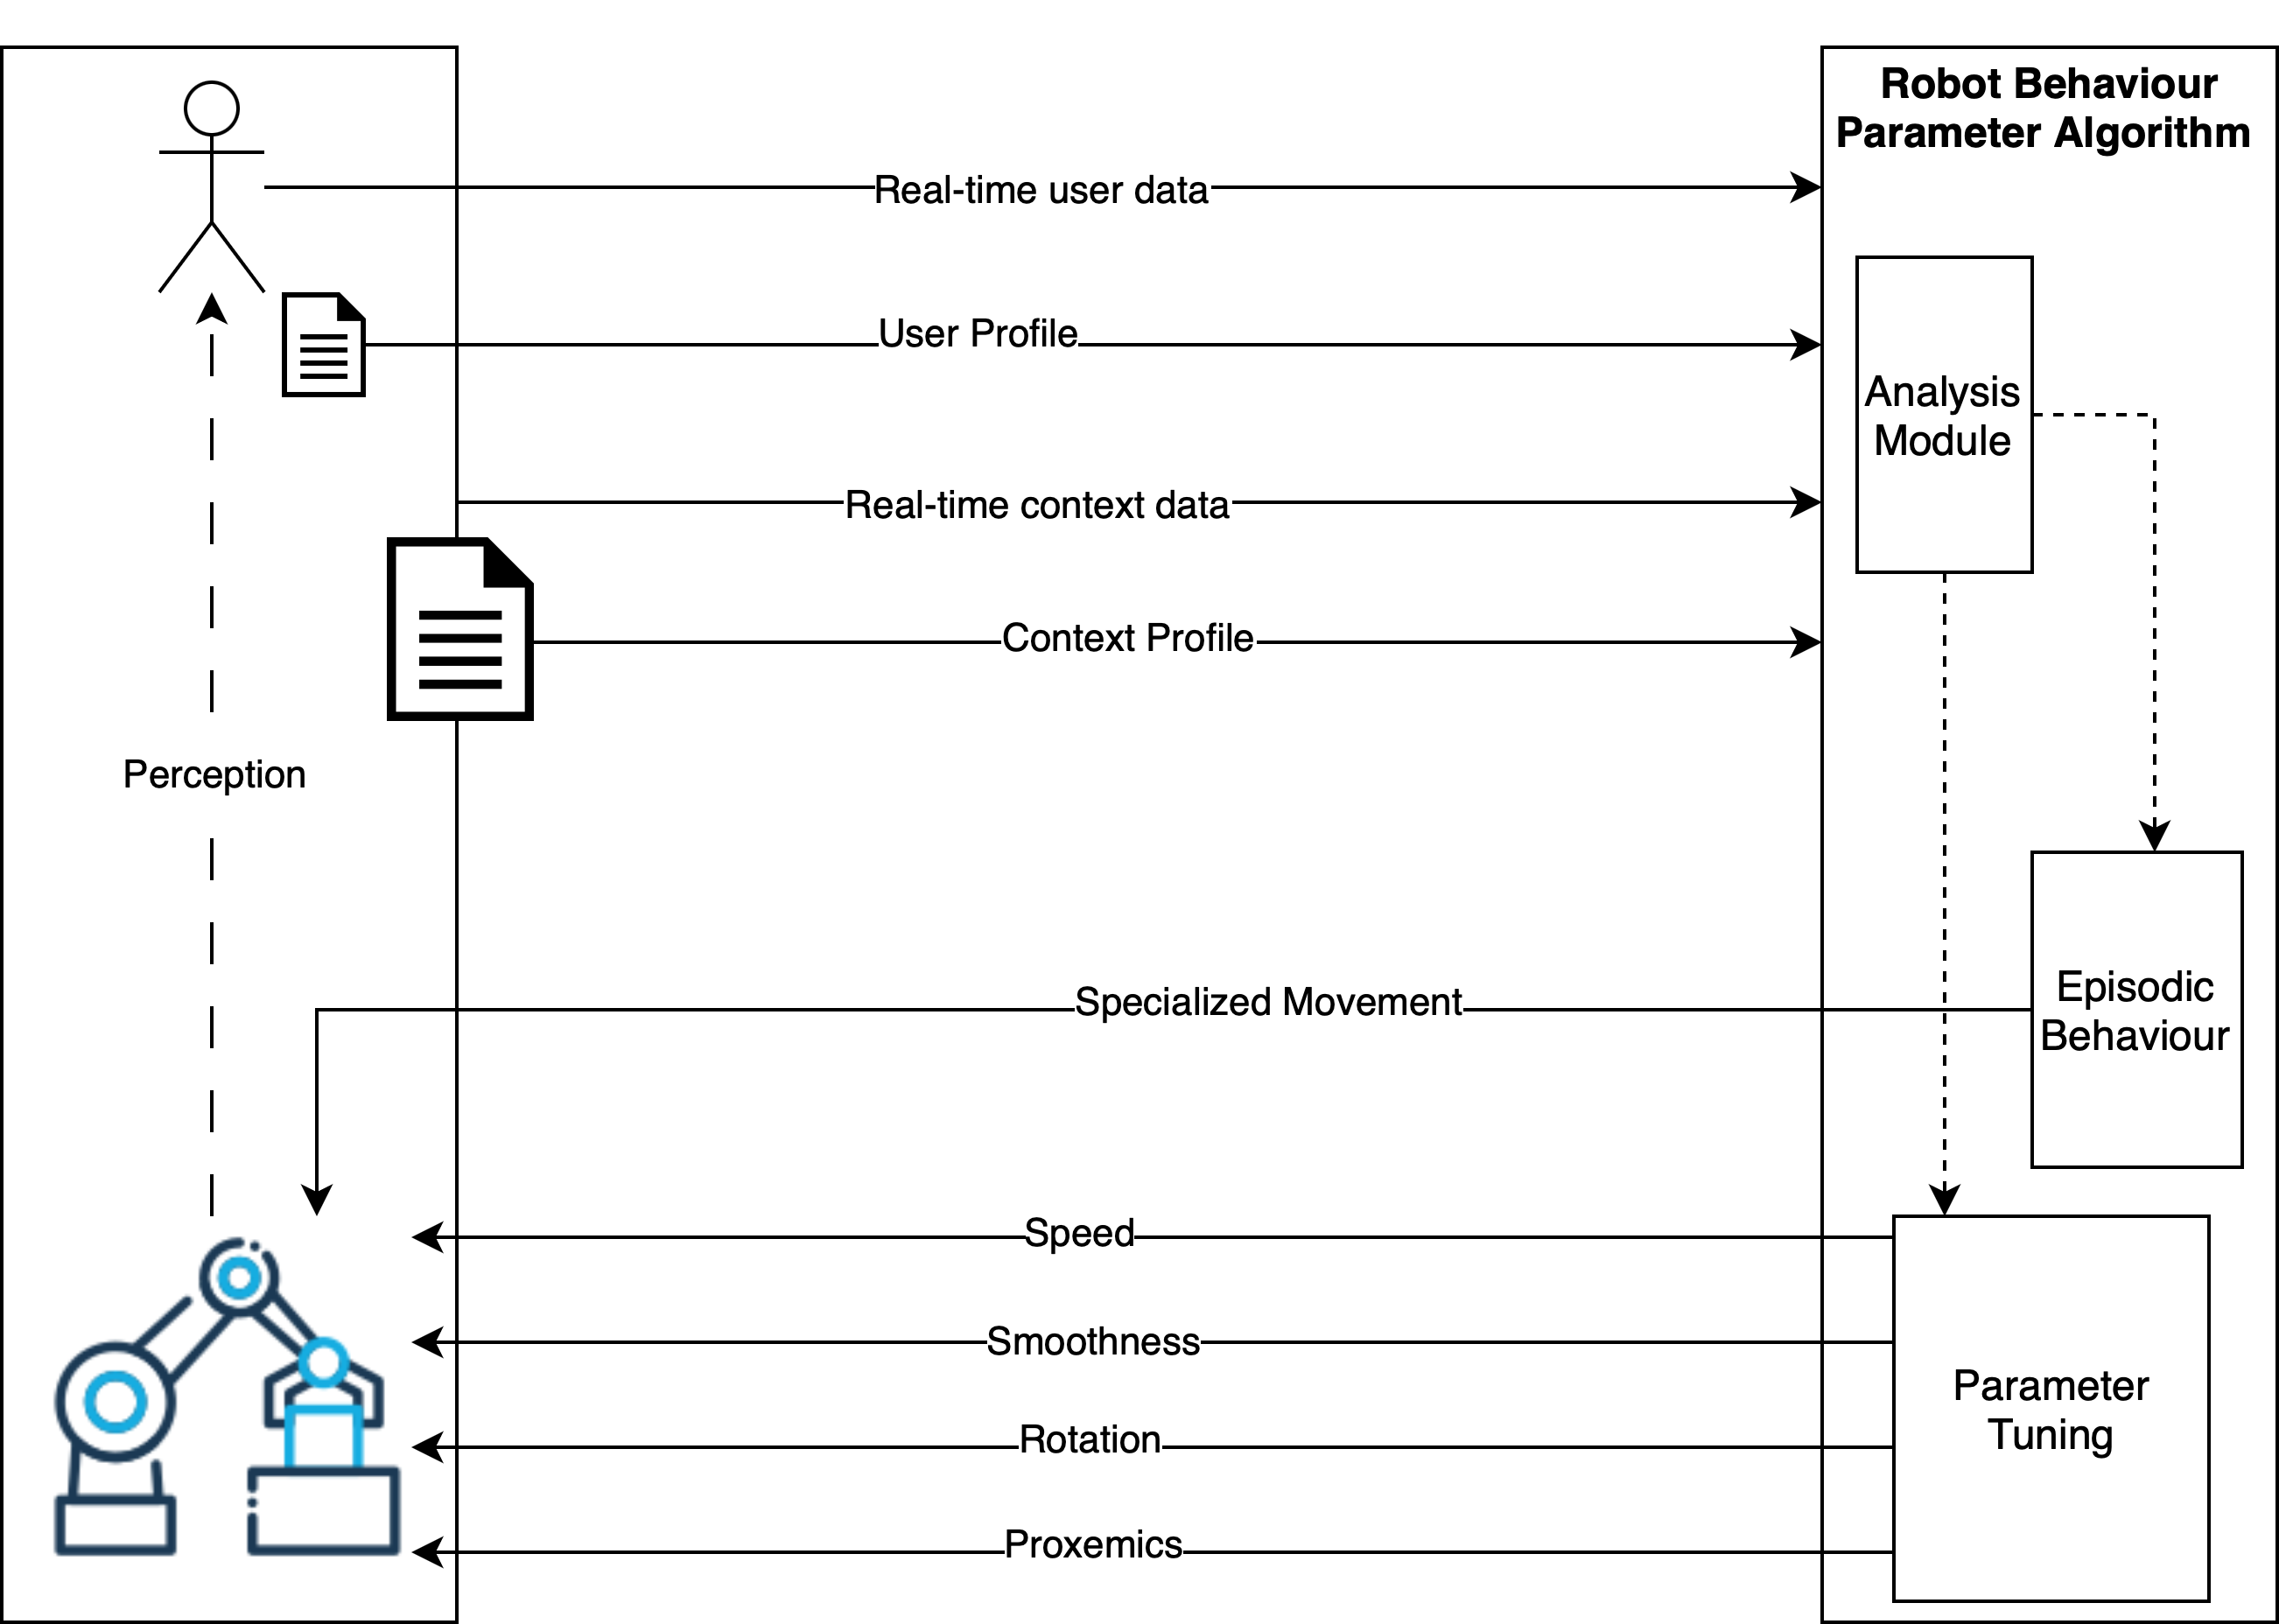 Robot Behaviour
Parameter Algorithm
Real-time user data
User Profile
Analysis
Module
Real-time context data
Context Profile
Perception
Specialized Movement
Episodic
Behaviour
Speed
Smoothness
Parameter
Tuning
Rotation
Proxemics